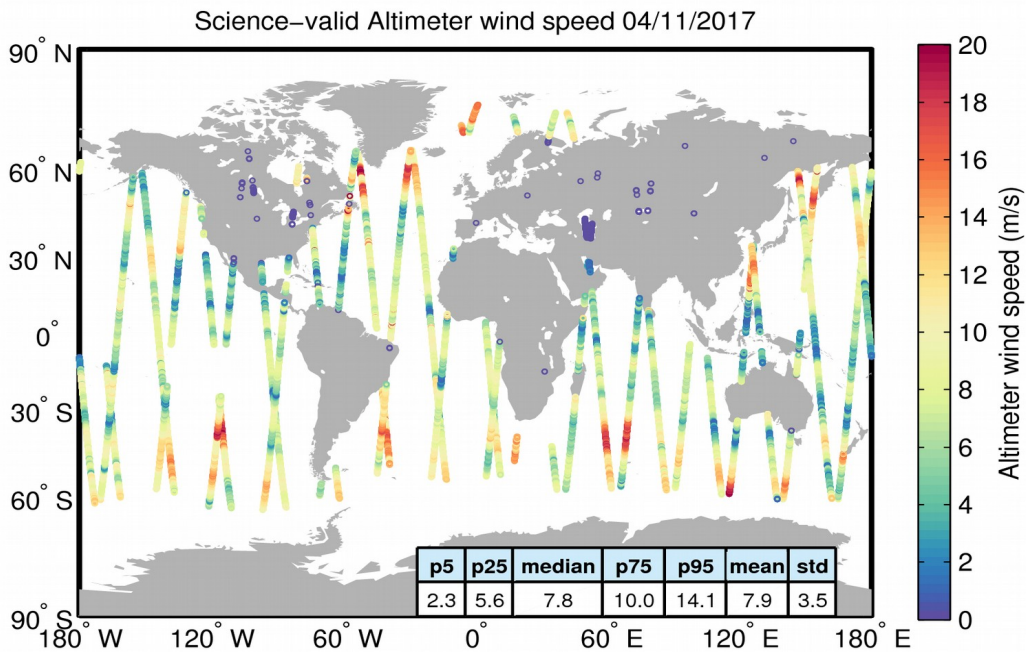 Science−valid Altimeter wind speed 04/11/2017
90° N
60° N
30° N
0°
30° S
60° S
90° S
180° W 120° W 60° W 0° 60° E 120° E 180° E
p5 p25 median p75 p95 mean std
2.3 5.6 7.8 10.0 14.1 7.9 3.5
20
18
16
14
12
10
8
6
4
2
0
Altimeter wind speed (m/s)